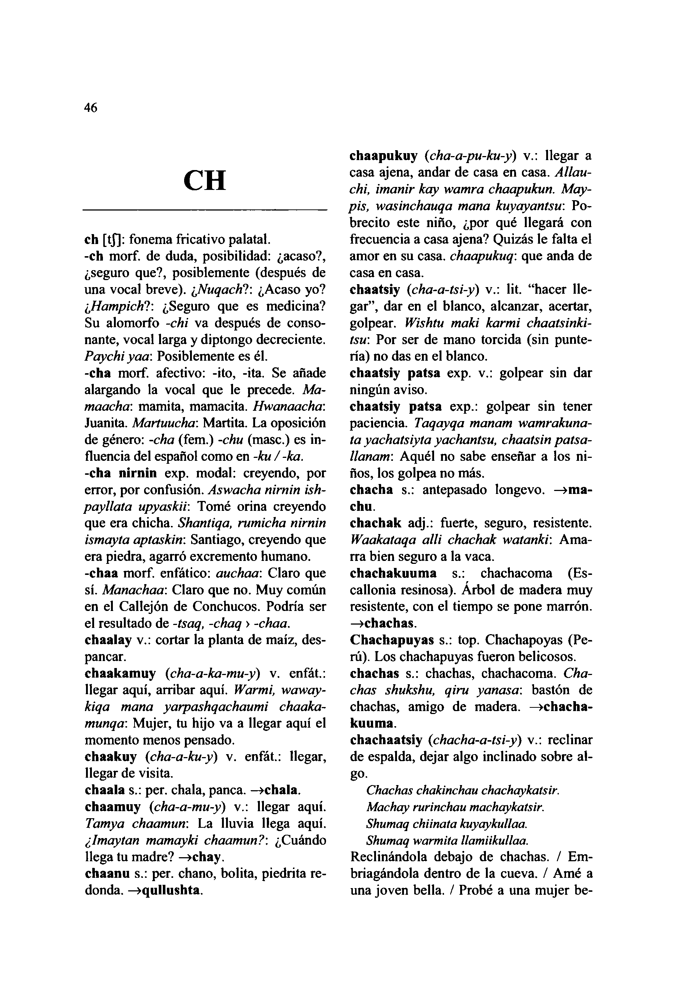 46
CH
ch [tʃ]: fonema fricativo palatal.
-ch morf. de duda, posibilidad: ¿acaso?,
¿seguro que?, posiblemente (después de
una vocal breve). ¿Nuqach?: ¿Acaso yo?
¿Hampich?: ¿Seguro que es medicina?
Su alomorfo -chi va después de conso-
nante, vocal larga y diptongo decreciente.
Paychi yaa: Posiblemente es él.
-cha morf. afectivo: -ito, -ita. Se añade
alargando la vocal que le precede. Ma-
maacha: mamita, mamacita. Hwanaacha:
Juanita. Martuucha: Martita. La oposición
de género: -cha (fem.) -chu (masc.) es in-
fluencia del español como en -ku / -ka.
-cha nirnin exp. modal: creyendo, por
error, por confusión. Aswacha nirnin ish-
payllata upyaskii: Tomé orina creyendo
que era chicha. Shantiqa, rumicha nirnin
ismayta aptaskin: Santiago, creyendo que
era piedra, agarró excremento humano.
-chaa morf. enfático: auchaa: Claro que
sí. Manachaa: Claro que no. Muy común
en el Callejón de Conchucos. Podría ser
el resultado de -tsaq, -chaq › -chaa.
chaalay v.: cortar la planta de maíz, des-
pancar.
chaakamuy (cha-a-ka-mu-y) v. enfát.:
llegar aquí, arribar aquí. Warmi, waway-
kiqa mana yarpashqachaumi chaaka-
munqa: Mujer, tu hijo va a llegar aquí el
momento menos pensado.
chaakuy (cha-a-ku-y) v. enfát.: llegar,
llegar de visita.
chaala s.: per. chala, panca. →chala.
chaamuy (cha-a-mu-y) v.: llegar aquí.
Tamya chaamun: La lluvia llega aquí.
¿Imaytan mamayki chaamun?: ¿Cuándo
llega tu madre? →chay.
chaanu s.: per. chano, bolita, piedrita re-
donda. →qullushta.
chaapukuy (cha-a-pu-ku-y) v.: llegar a
casa ajena, andar de casa en casa. Allau-
chi, imanir kay wamra chaapukun. May-
pis, wasinchauqa mana kuyayantsu: Po-
brecito este niño, ¿por qué llegará con
frecuencia a casa ajena? Quizás le falta el
amor en su casa. chaapukuq: que anda de
casa en casa.
chaatsiy (cha-a-tsi-y) v.: lit. “hacer lle-
gar”, dar en el blanco, alcanzar, acertar,
golpear. Wishtu maki karmi chaatsinki-
tsu: Por ser de mano torcida (sin punte-
ría) no das en el blanco.
chaatsiy patsa exp. v.: golpear sin dar
ningún aviso.
chaatsiy patsa exp.: golpear sin tener
paciencia. Taqayqa manam wamrakuna-
ta yachatsiyta yachantsu, chaatsin patsa-
llanam: Aquél no sabe enseñar a los ni-
ños, los golpea no más.
chacha s.: antepasado longevo. →ma-
chu.
chachak adj.: fuerte, seguro, resistente.
Waakataqa alli chachak watanki: Ama-
rra bien seguro a la vaca.
chachakuuma s.: chachacoma (Es-
callonia resinosa). Árbol de madera muy
resistente, con el tiempo se pone marrón.
→chachas.
Chachapuyas s.: top. Chachapoyas (Pe-
rú). Los chachapuyas fueron belicosos.
chachas s.: chachas, chachacoma. Cha-
chas shukshu, qiru yanasa: bastón de
chachas, amigo de madera. →chacha-
kuuma.
chachaatsiy (chacha-a-tsi-y) v.: reclinar
de espalda, dejar algo inclinado sobre al-
go.
Chachas chakinchau chachaykatsir.
Machay rurinchau machaykatsir.
Shumaq chiinata kuyaykullaa.
Shumaq warmita llamiikullaa.
Reclinándola debajo de chachas. / Em-
briagándola dentro de la cueva. / Amé a
una joven bella. / Probé a una mujer be-